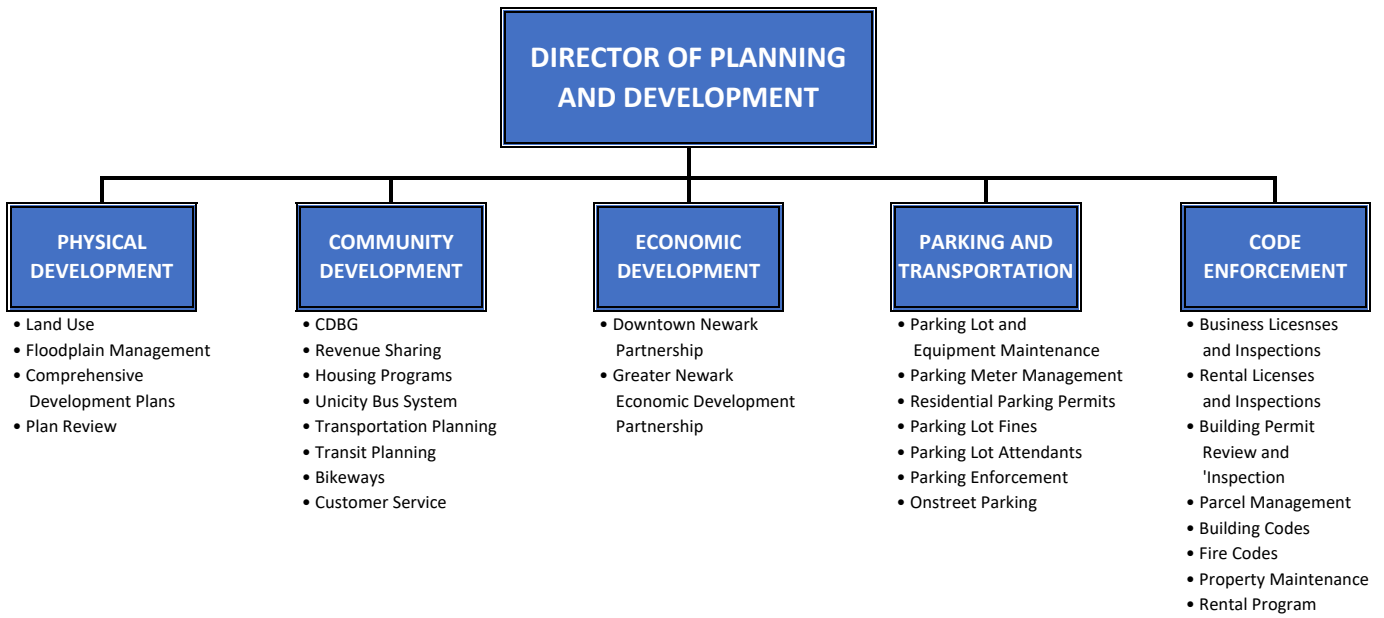 DIRECTOR OF PLANNING
AND DEVELOPMENT
PHYSICAL
DEVELOPMENT
• Land Use
• Floodplain Management
• Comprehensive
Development Plans
• Plan Review
COMMUNITY
DEVELOPMENT
• CDBG
• Revenue Sharing
• Housing Programs
• Unicity Bus System
• Transportation Planning
• Transit Planning
• Bikeways
• Customer Service
ECONOMIC
DEVELOPMENT
• Downtown Newark
Partnership
• Greater Newark
Economic Development
Partnership
PARKING AND
TRANSPORTATION
• Parking Lot and
Equipment Maintenance
• Parking Meter Management
• Residential Parking Permits
• Parking Lot Fines
• Parking Lot Attendants
• Parking Enforcement
• Onstreet Parking
CODE
ENFORCEMENT
• Business Licesnses
and Inspections
• Rental Licenses
and Inspections
• Building Permit
Review and
'Inspection
• Parcel Management
• Building Codes
• Fire Codes
• Property Maintenance
• Rental Program